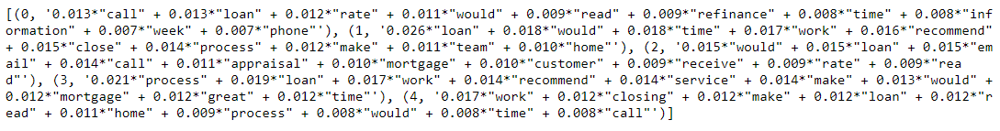 [(0, '0.013*"call" + 0.013*"loan" + 0.012*"rate" + 0.011*"would" + 0.009*"read" + 0.009*"refinance" + 0.008*"time" + 0.008*"inf
ormation" + 0.007*"week" + 0.007*"phone"'), (1, '0.026*"loan" + 0.018*"would" + 0.018*"time" + 0.017*"work" + 0.016*"recommend"
+ 0.015*"close" + 0.014*"process" + 0.012*"make" + 0.011*"team" + 0.010*"home"'), (2, '0.015*"would" + 0.015*"loan" + 0.015*"em
ail" + 0.014*"call" + 0.011*"appraisal" + 0.010*"mortgage" + 0.010*"customer" + 0.009*"receive" + 0.009*"rate" + 0.009*"rea
d"'), (3, '0.021*"process" + 0.019*"loan" + 0.017*"work" + 0.014*"recommend" + 0.014*"service" + 0.014*"make" + 0.013*"would" +
0.012*"mortgage" + 0.012*"great" + 0.012*"time"'), (4, '0.017*"work" + 0.012*"closing" + 0.012*"make" + 0.012*"loan" + 0.012*"r
ead" + 0.011*"home" + 0.009*"process" + 0.008*"would" + 0.008*"time" + 0.008*"call"')]